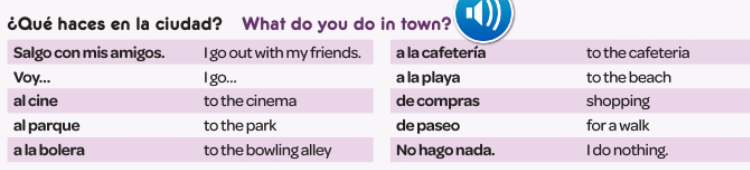 ¿Qué haces en la ciudad? What do you do in town?
Salgo con mis amigos. I go out with my friends.
Voy... I go...
al cine to the cinema
al parque to the park
a la bolera to the bowling alley
a la cafetería to the cafeteria
a la playa to the beach
de compras shopping
de paseo for a walk
No hago nada. I do nothing.